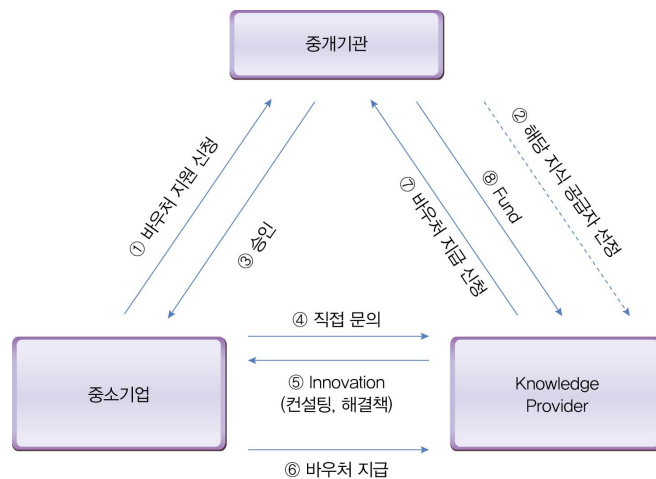 중개기관
① 바우처 지원 신청
③ 승인
⑦ 바우처 지급 신청
⑧ Fund
② 해당 지식 공급자 선정
④ 직접 문의
중소기업
⑤ Innovation
(컨설팅, 해결책)
Knowledge
Provider
⑥ 바우처 지급